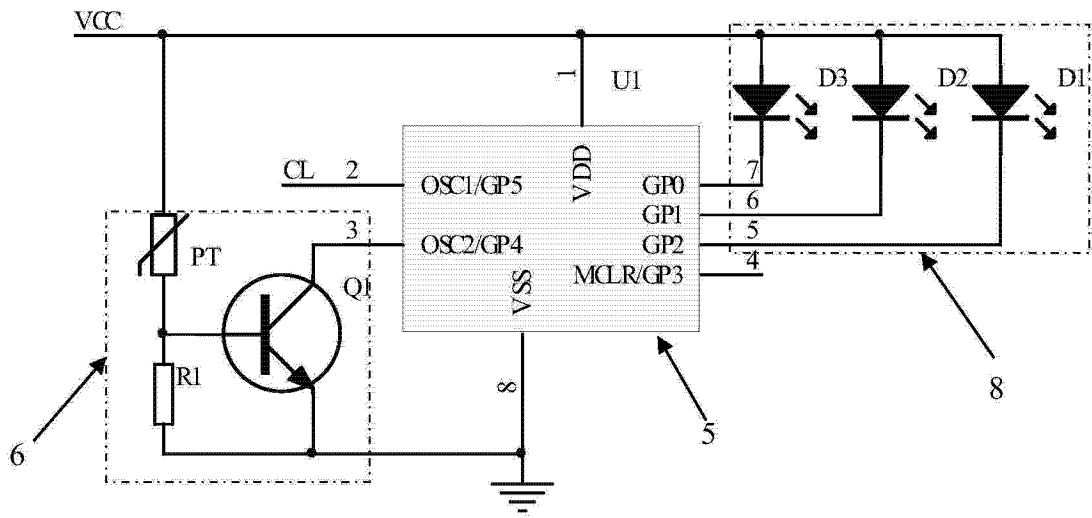 VCC
1
U1
D3
D2
D1
CL
2
OSC1/GP5
VDD
GP0
7
GP1
6
3
OSC2/GP4
GP2
5
PT
Q1
VSS
MCLR/GP3
4
R1
8
6
5
8